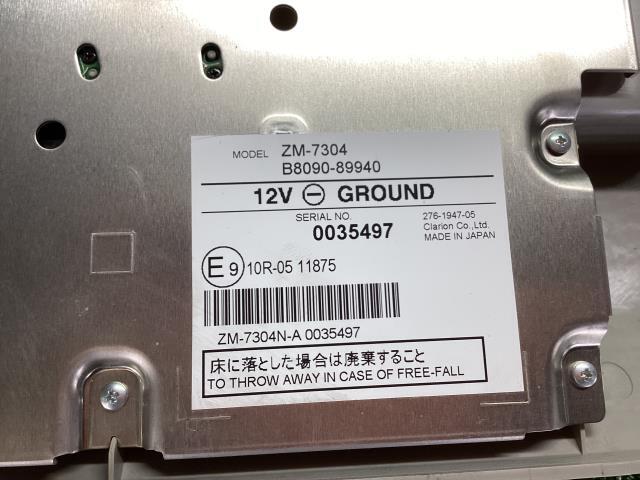 MODEL ZM-7304
B8090-89940
12V ⊖ GROUND
SERIAL NO.
0035497
276-1947-05
Clarion Co.,Ltd.
MADE IN JAPAN
E9 10R-05 11875
ZM-7304N-A 0035497
床に落とした場合は廃棄すること
TO THROW AWAY IN CASE OF FREE-FALL